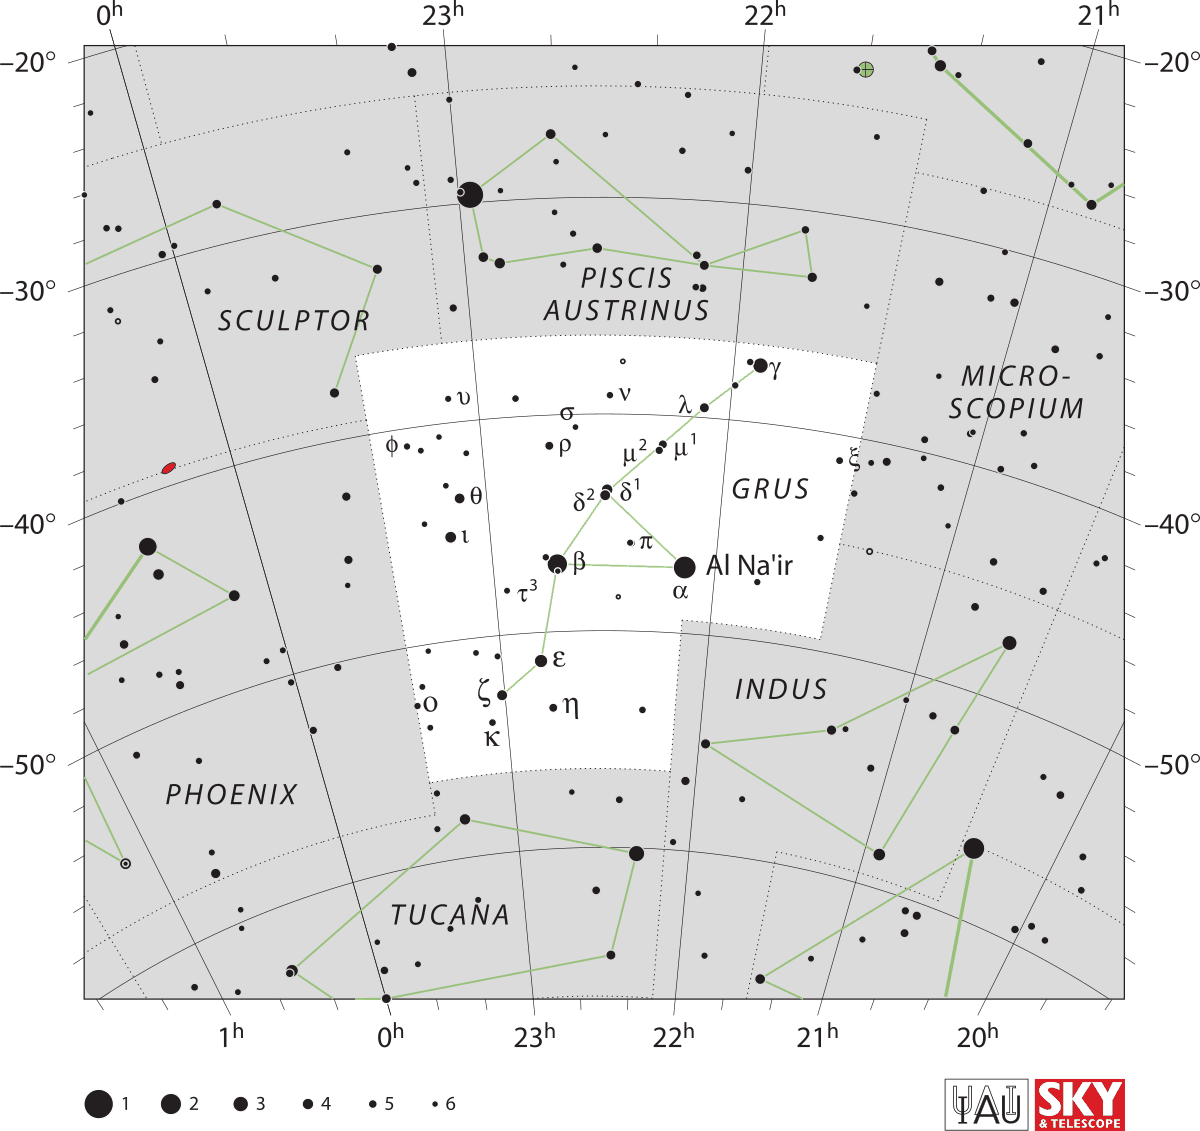 0ʰ 23ʰ 22ʰ 21ʰ
–20° –20°
–30° –30°
PISCIS
AUSTRINUS
SCULPTOR
MICRO-
SCOPIUM
γ
υ ν λ
σ
ϕ ρ μ² μ¹ ξ
GRUS
θ δ² δ¹
–40° –40°
ι π
β Al Na'ir
τ³ α
ε
ζ INDUS
ο η
κ
–50° –50°
PHOENIX
TUCANA
1ʰ 0ʰ 23ʰ 22ʰ 21ʰ 20ʰ
1 2 3 4 5 6
IAU
SKY
& TELESCOPE